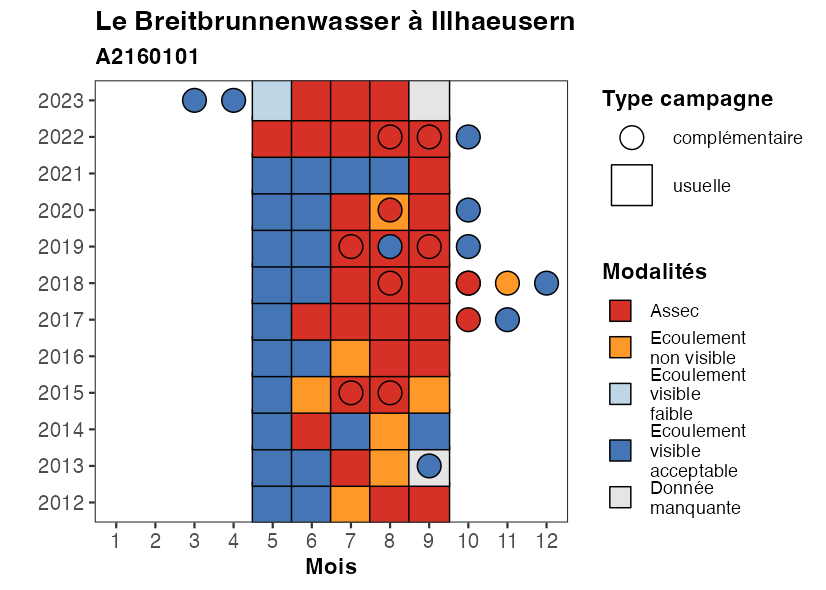 Le Breitbrunnenwasser à Illhaeusern
A2160101
2023
2022
2021
2020
2019
2018
2017
2016
2015
2014
2013
2012
1 2 3 4 5 6 7 8 9 10 11 12
Mois
Type campagne
complémentaire
usuelle
Modalités
Assec
Ecoulement
non visible
Ecoulement
visible
faible
Ecoulement
visible
acceptable
Donnée
manquante